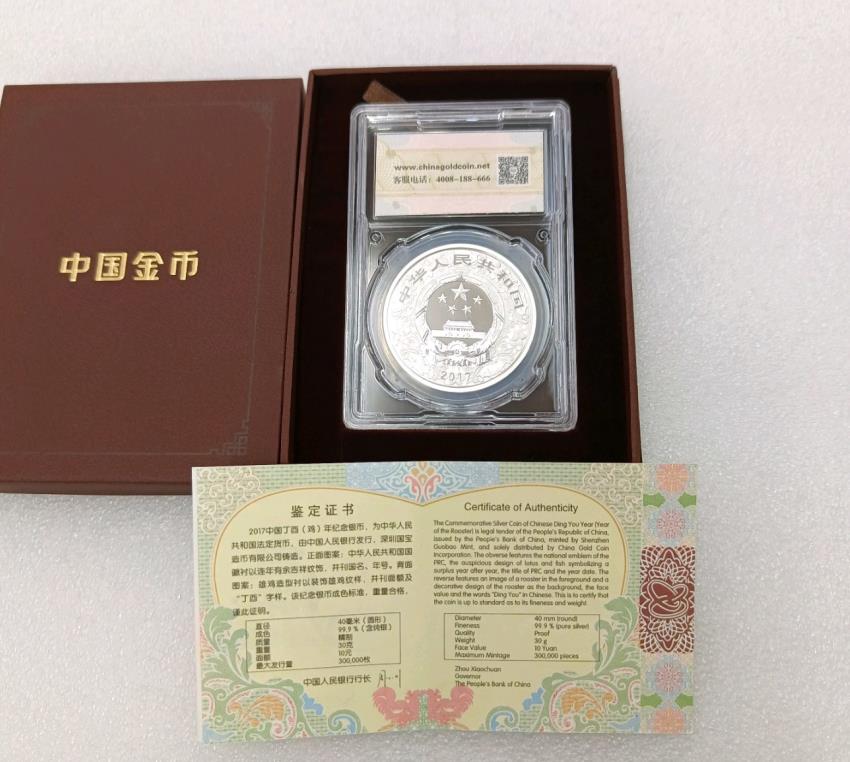 中国金币
www.chinagoldcoin.net
客服电话：4008-188-666
中华人民共和国
2017
鉴定证书
2017中国丁酉（鸡）年纪念银币，为中华人民
共和国法定货币，由中国人民银行发行，深圳国宝
造币有限公司铸造。正面图案：中华人民共和国国
徽衬以连年有余吉祥纹饰，并刊国名、年号。背面
图案：雄鸡造型衬以装饰雄鸡纹样，并刊面额及
“丁酉”字样。该纪念银币成色标准，重量合格，
谨此证明。
直径 40毫米（圆形）
成色 99.9%（含纯银）
质量 精制
重量 30克
面额 10元
最大发行量 300,000枚
中国人民银行行长
Certificate of Authenticity
The Commemorative Silver Coin of Chinese Ding You Year (Year
of the Rooster) is legal tender of the People's Republic of China,
issued by the People's Bank of China, minted by Shenzhen
Guobao Mint, and solely distributed by China Gold Coin
Incorporation. The obverse features the national emblem of the
PRC, the auspicious design of lotus and fish symbolizing a
surplus year after year, the title of PRC and the year date. The
reverse features an image of a rooster in the foreground and a
decorative design of the rooster as the background, the face
value and the words "Ding You" in Chinese. This is to certify that
the coin is up to standard as to its fineness and weight.
Diameter 40 mm (round)
Fineness 99.9 % (pure silver)
Quality Proof
Weight 30 g
Face Value 10 Yuan
Maximum Mintage 300,000 pieces
Zhou Xiaochuan
Governor
The People's Bank of China